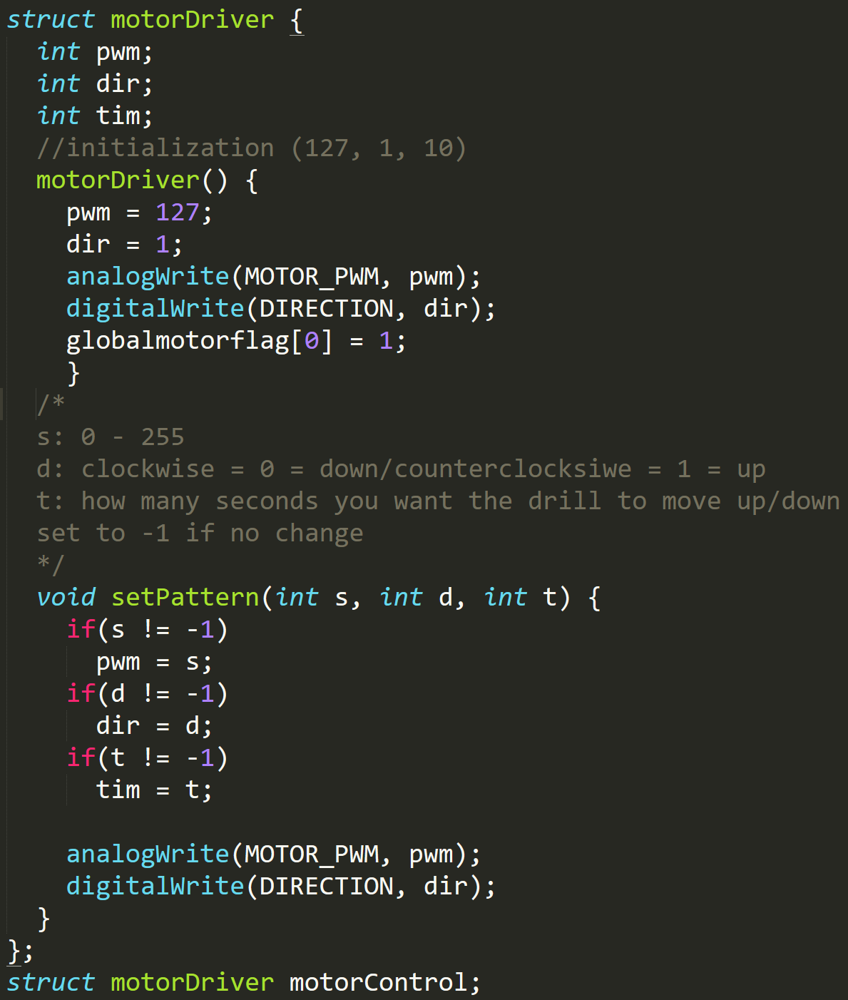 struct motorDriver {
  int pwm;
  int dir;
  int tim;
  //initialization (127, 1, 10)
  motorDriver() {
    pwm = 127;
    dir = 1;
    analogWrite(MOTOR_PWM, pwm);
    digitalWrite(DIRECTION, dir);
    globalmotorflag[0] = 1;
    }
  /*
  s: 0 - 255
  d: clockwise = 0 = down/counterclocksiwe = 1 = up
  t: how many seconds you want the drill to move up/down
  set to -1 if no change
  */
  void setPattern(int s, int d, int t) {
    if(s != -1)
      pwm = s;
    if(d != -1)
      dir = d;
    if(t != -1)
      tim = t;

    analogWrite(MOTOR_PWM, pwm);
    digitalWrite(DIRECTION, dir);
  }
};
struct motorDriver motorControl;